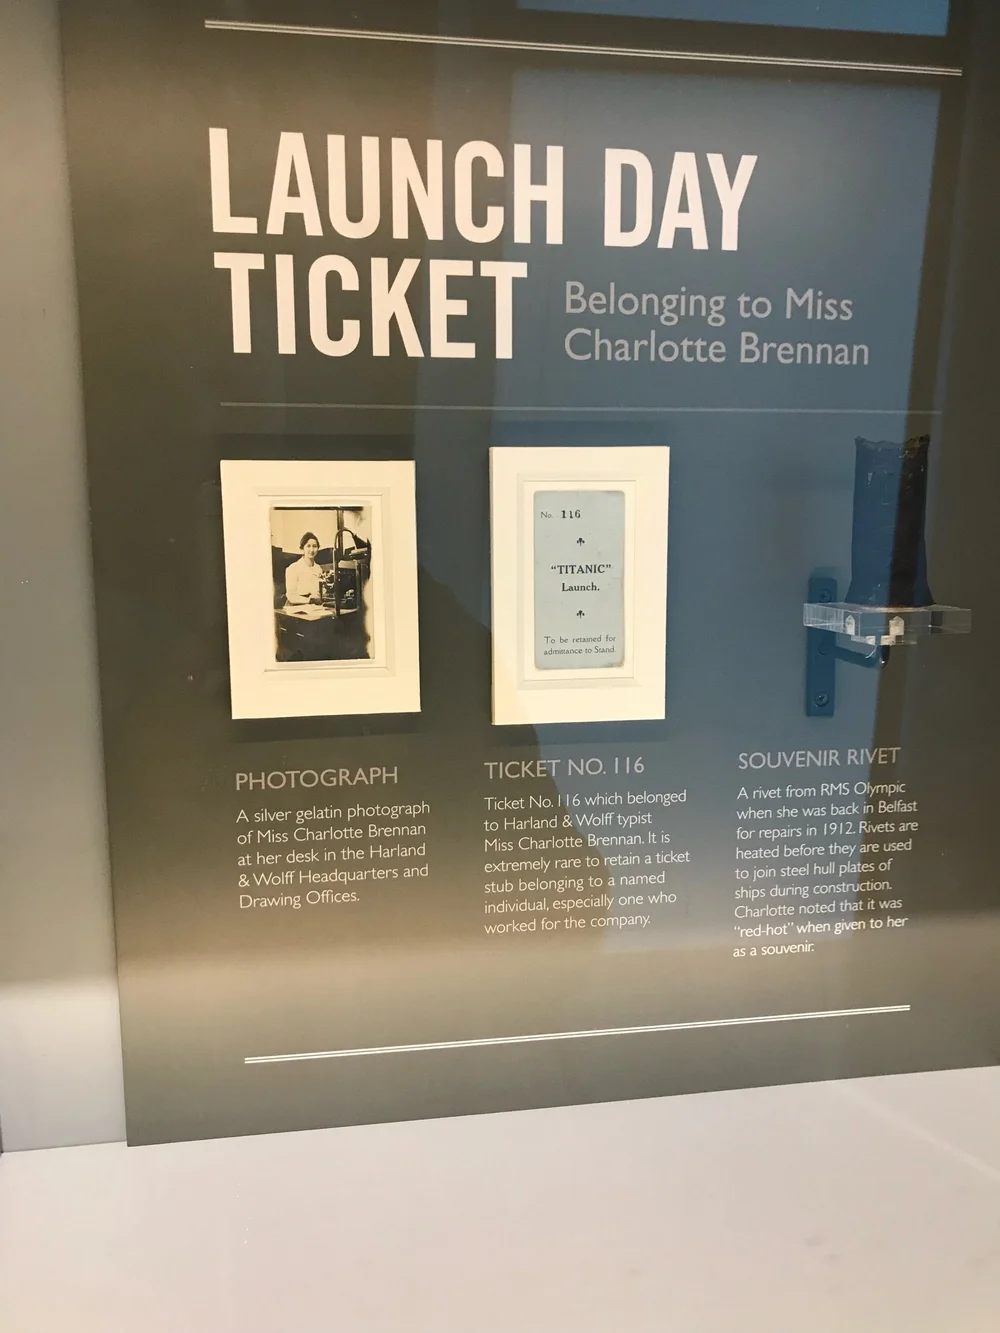 LAUNCH DAY
TICKET
Belonging to Miss
Charlotte Brennan
No. 116
"TITANIC"
Launch.
To be retained for
admittance to Stand.
PHOTOGRAPH
A silver gelatin photograph
of Miss Charlotte Brennan
at her desk in the Harland
& Wolff Headquarters and
Drawing Offices.
TICKET NO. 116
Ticket No. 116 which belonged
to Harland & Wolff typist
Miss Charlotte Brennan. It is
extremely rare to retain a ticket
stub belonging to a named
individual, especially one who
worked for the company.
SOUVENIR RIVET
A rivet from RMS Olympic
when she was back in Belfast
for repairs in 1912. Rivets are
heated before they are used
to join steel hull plates of
ships during construction.
Charlotte noted that it was
"red-hot" when given to her
as a souvenir.